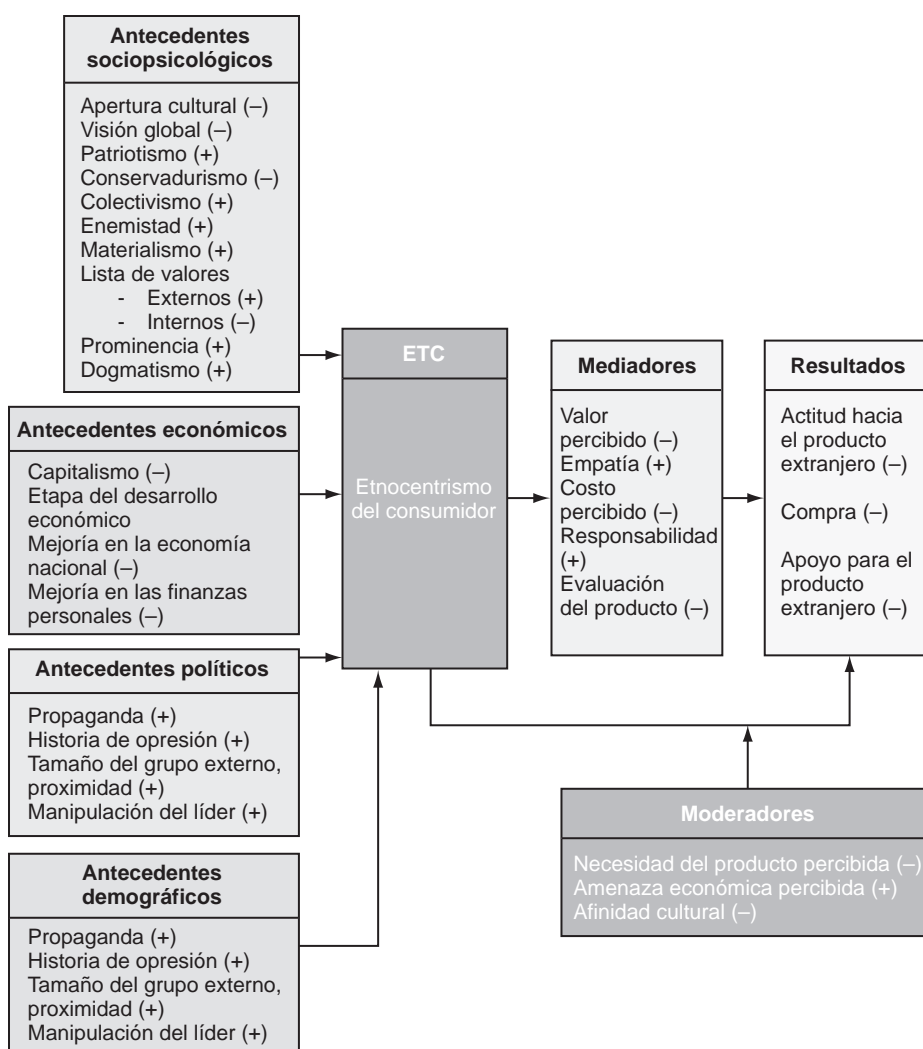 Antecedentes
sociopsicológicos
Apertura cultural (–)
Visión global (–)
Patriotismo (+)
Conservadurismo (–)
Colectivismo (+)
Enemistad (+)
Materialismo (+)
Lista de valores
- Externos (+)
- Internos (–)
Prominencia (+)
Dogmatismo (+)
Antecedentes económicos
Capitalismo (–)
Etapa del desarrollo
económico
Mejoría en la economía
nacional (–)
Mejoría en las finanzas
personales (–)
Antecedentes políticos
Propaganda (+)
Historia de opresión (+)
Tamaño del grupo externo,
proximidad (+)
Manipulación del líder (+)
Antecedentes
demográficos
Propaganda (+)
Historia de opresión (+)
Tamaño del grupo externo,
proximidad (+)
Manipulación del líder (+)
ETC
Etnocentrismo
del consumidor
Mediadores
Valor
percibido (–)
Empatía (+)
Costo
percibido (–)
Responsabilidad
(+)
Evaluación
del producto (–)
Resultados
Actitud hacia
el producto
extranjero (–)
Compra (–)
Apoyo para el
producto
extranjero (–)
Moderadores
Necesidad del producto percibida (–)
Amenaza económica percibida (+)
Afinidad cultural (–)